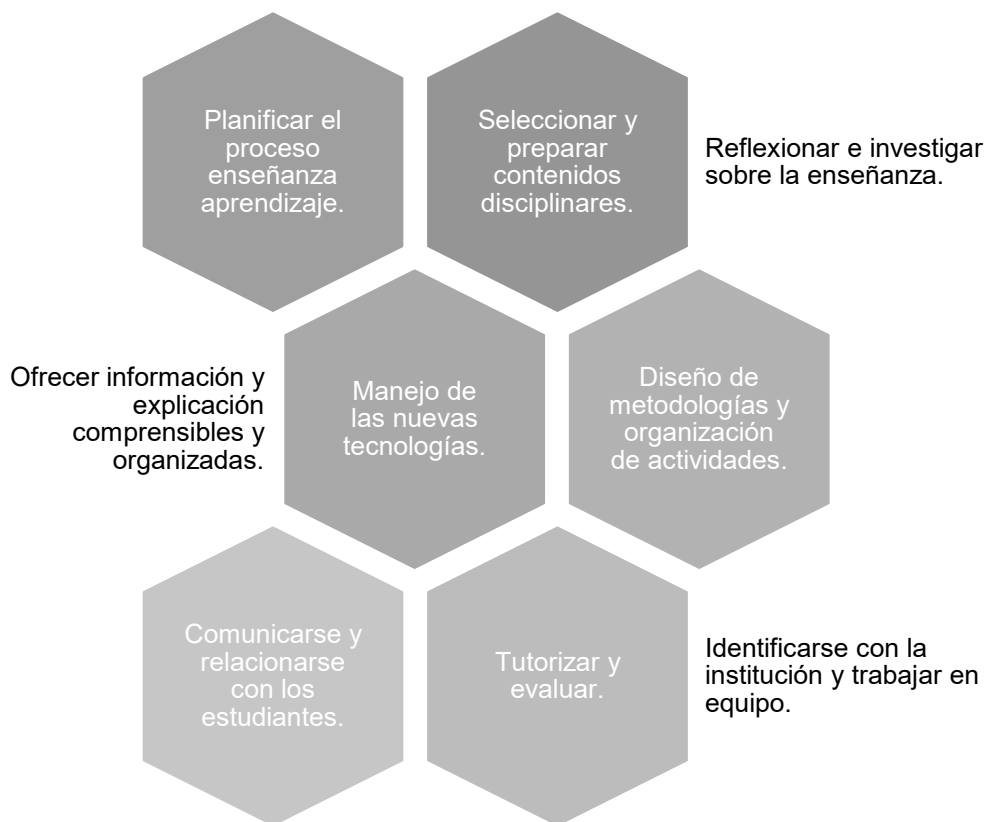 Planificar el
proceso
enseñanza
aprendizaje.
Seleccionar y
preparar
contenidos
disciplinares.
Reflexionar e investigar
sobre la enseñanza.
Ofrecer información y
explicación
comprensibles y
organizadas.
Manejo de
las nuevas
tecnologías.
Diseño de
metodologías y
organización
de actividades.
Comunicarse y
relacionarse
con los
estudiantes.
Tutorizar y
evaluar.
Identificarse con la
institución y trabajar en
equipo.